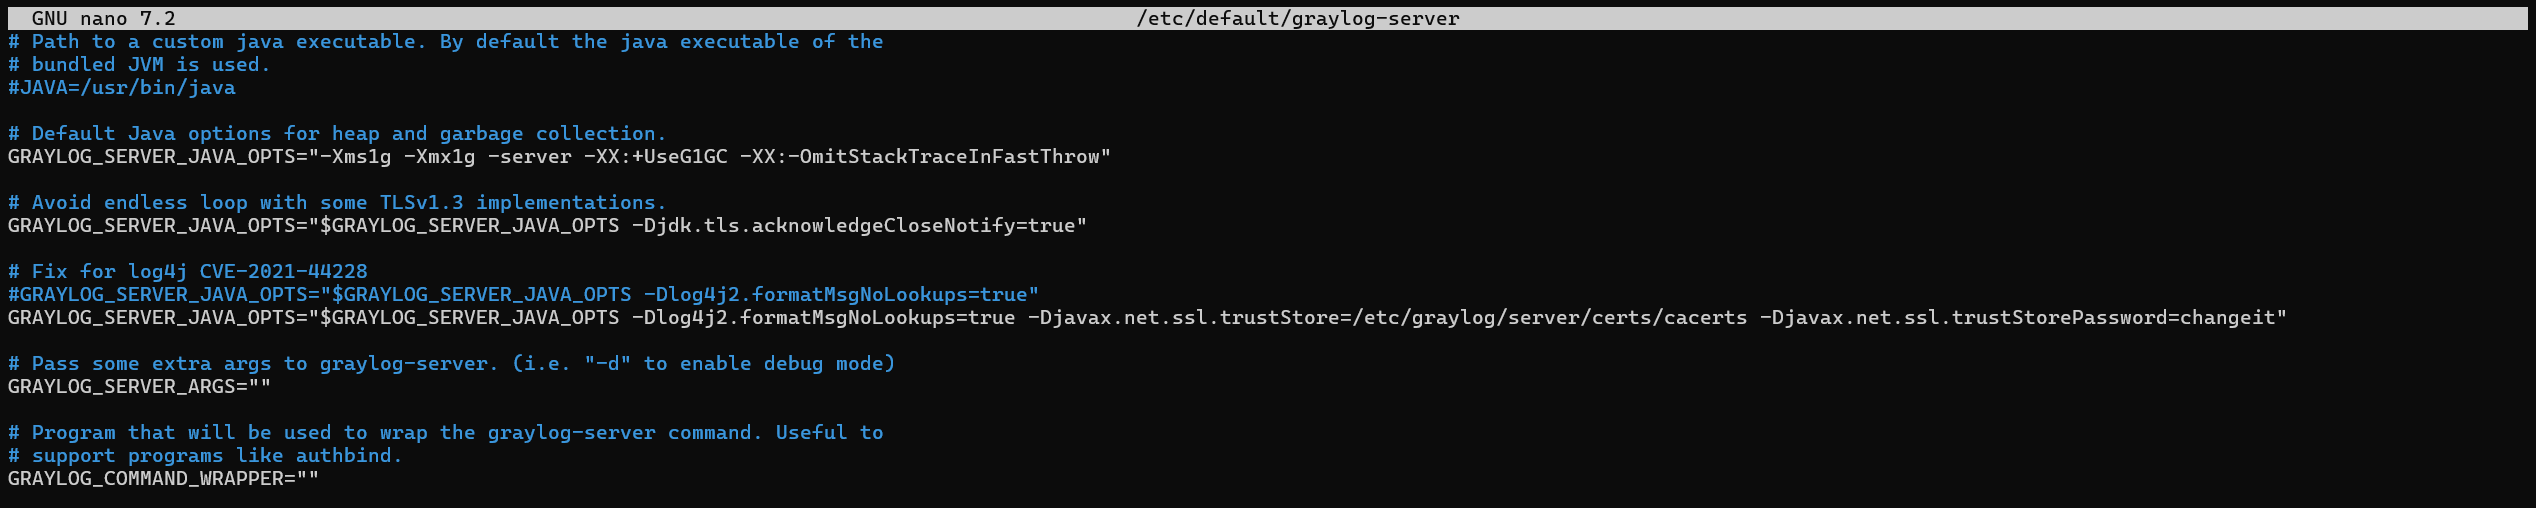 GNU nano 7.2 /etc/default/graylog-server
# Path to a custom java executable. By default the java executable of the
# bundled JVM is used.
#JAVA=/usr/bin/java
# Default Java options for heap and garbage collection.
GRAYLOG_SERVER_JAVA_OPTS="-Xms1g -Xmx1g -server -XX:+UseG1GC -XX:-OmitStackTraceInFastThrow"
# Avoid endless loop with some TLSv1.3 implementations.
GRAYLOG_SERVER_JAVA_OPTS="$GRAYLOG_SERVER_JAVA_OPTS -Djdk.tls.acknowledgeCloseNotify=true"
# Fix for log4j CVE-2021-44228
#GRAYLOG_SERVER_JAVA_OPTS="$GRAYLOG_SERVER_JAVA_OPTS -Dlog4j2.formatMsgNoLookups=true"
GRAYLOG_SERVER_JAVA_OPTS="$GRAYLOG_SERVER_JAVA_OPTS -Dlog4j2.formatMsgNoLookups=true -Djavax.net.ssl.trustStore=/etc/graylog/server/certs/cacerts -Djavax.net.ssl.trustStorePassword=changeit"
# Pass some extra args to graylog-server. (i.e. "-d" to enable debug mode)
GRAYLOG_SERVER_ARGS=""
# Program that will be used to wrap the graylog-server command. Useful to
# support programs like authbind.
GRAYLOG_COMMAND_WRAPPER=""